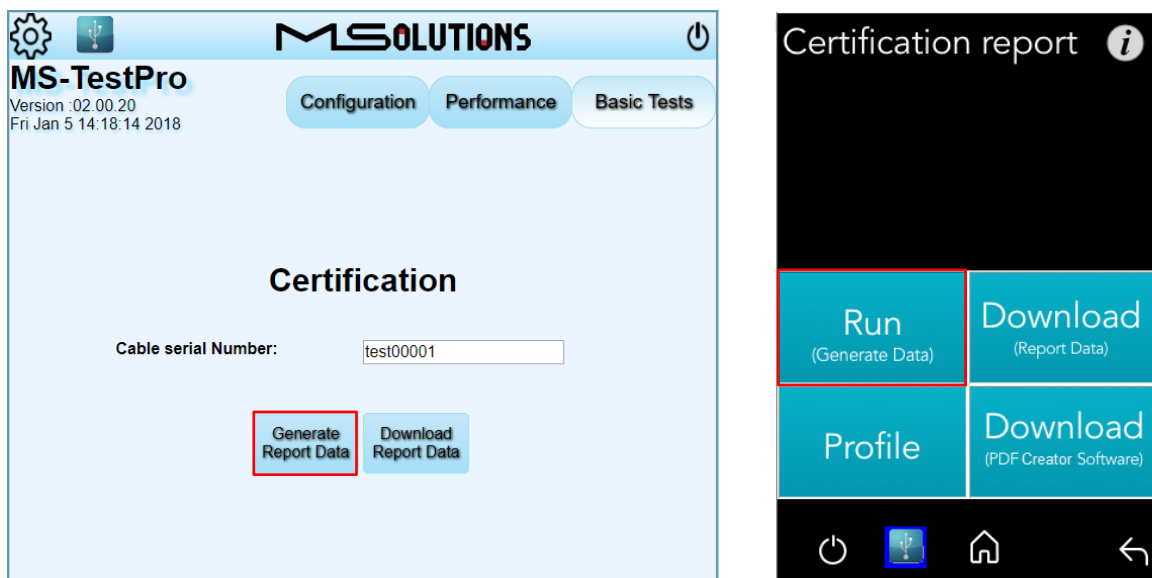 MSOLUTIONS
MS-TestPro
Version :02.00.20
Fri Jan 5 14:18:14 2018
Configuration
Performance
Basic Tests
Certification
Cable serial Number:
test00001
Generate
Report Data
Download
Report Data
Certification report
i
Run
(Generate Data)
Download
(Report Data)
Profile
Download
(PDF Creator Software)